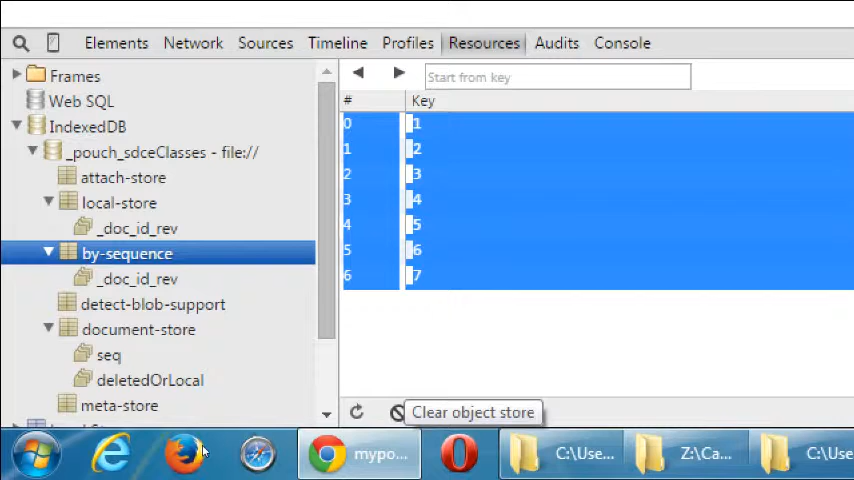 Elements Network Sources Timeline Profiles Resources Audits Console
Frames
Web SQL
IndexedDB
_pouch_sdceClasses - file://
attach-store
local-store
_doc_id_rev
by-sequence
_doc_id_rev
detect-blob-support
document-store
seq
deletedOrLocal
meta-store
Start from key
# Key
0 1
1 2
2 3
3 4
4 5
5 6
6 7
Clear object store
mypo... C:\Use... Z:\Ca... C:\Us